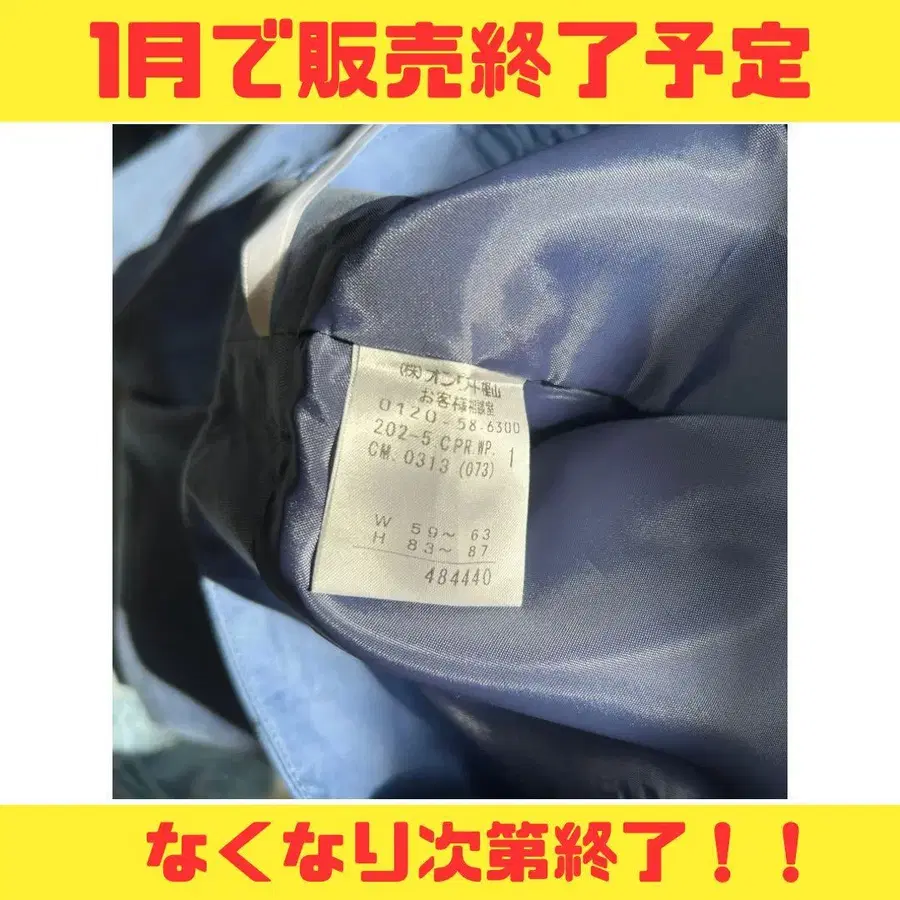 1月で販売終了予定
(株)オンワード樫山
お客様相談室
0120-58.6300
202-5.CPR.WP. 1
CM.0313 (073)
W 59~ 63
H 83~ 87
484440
なくなり次第終了！！